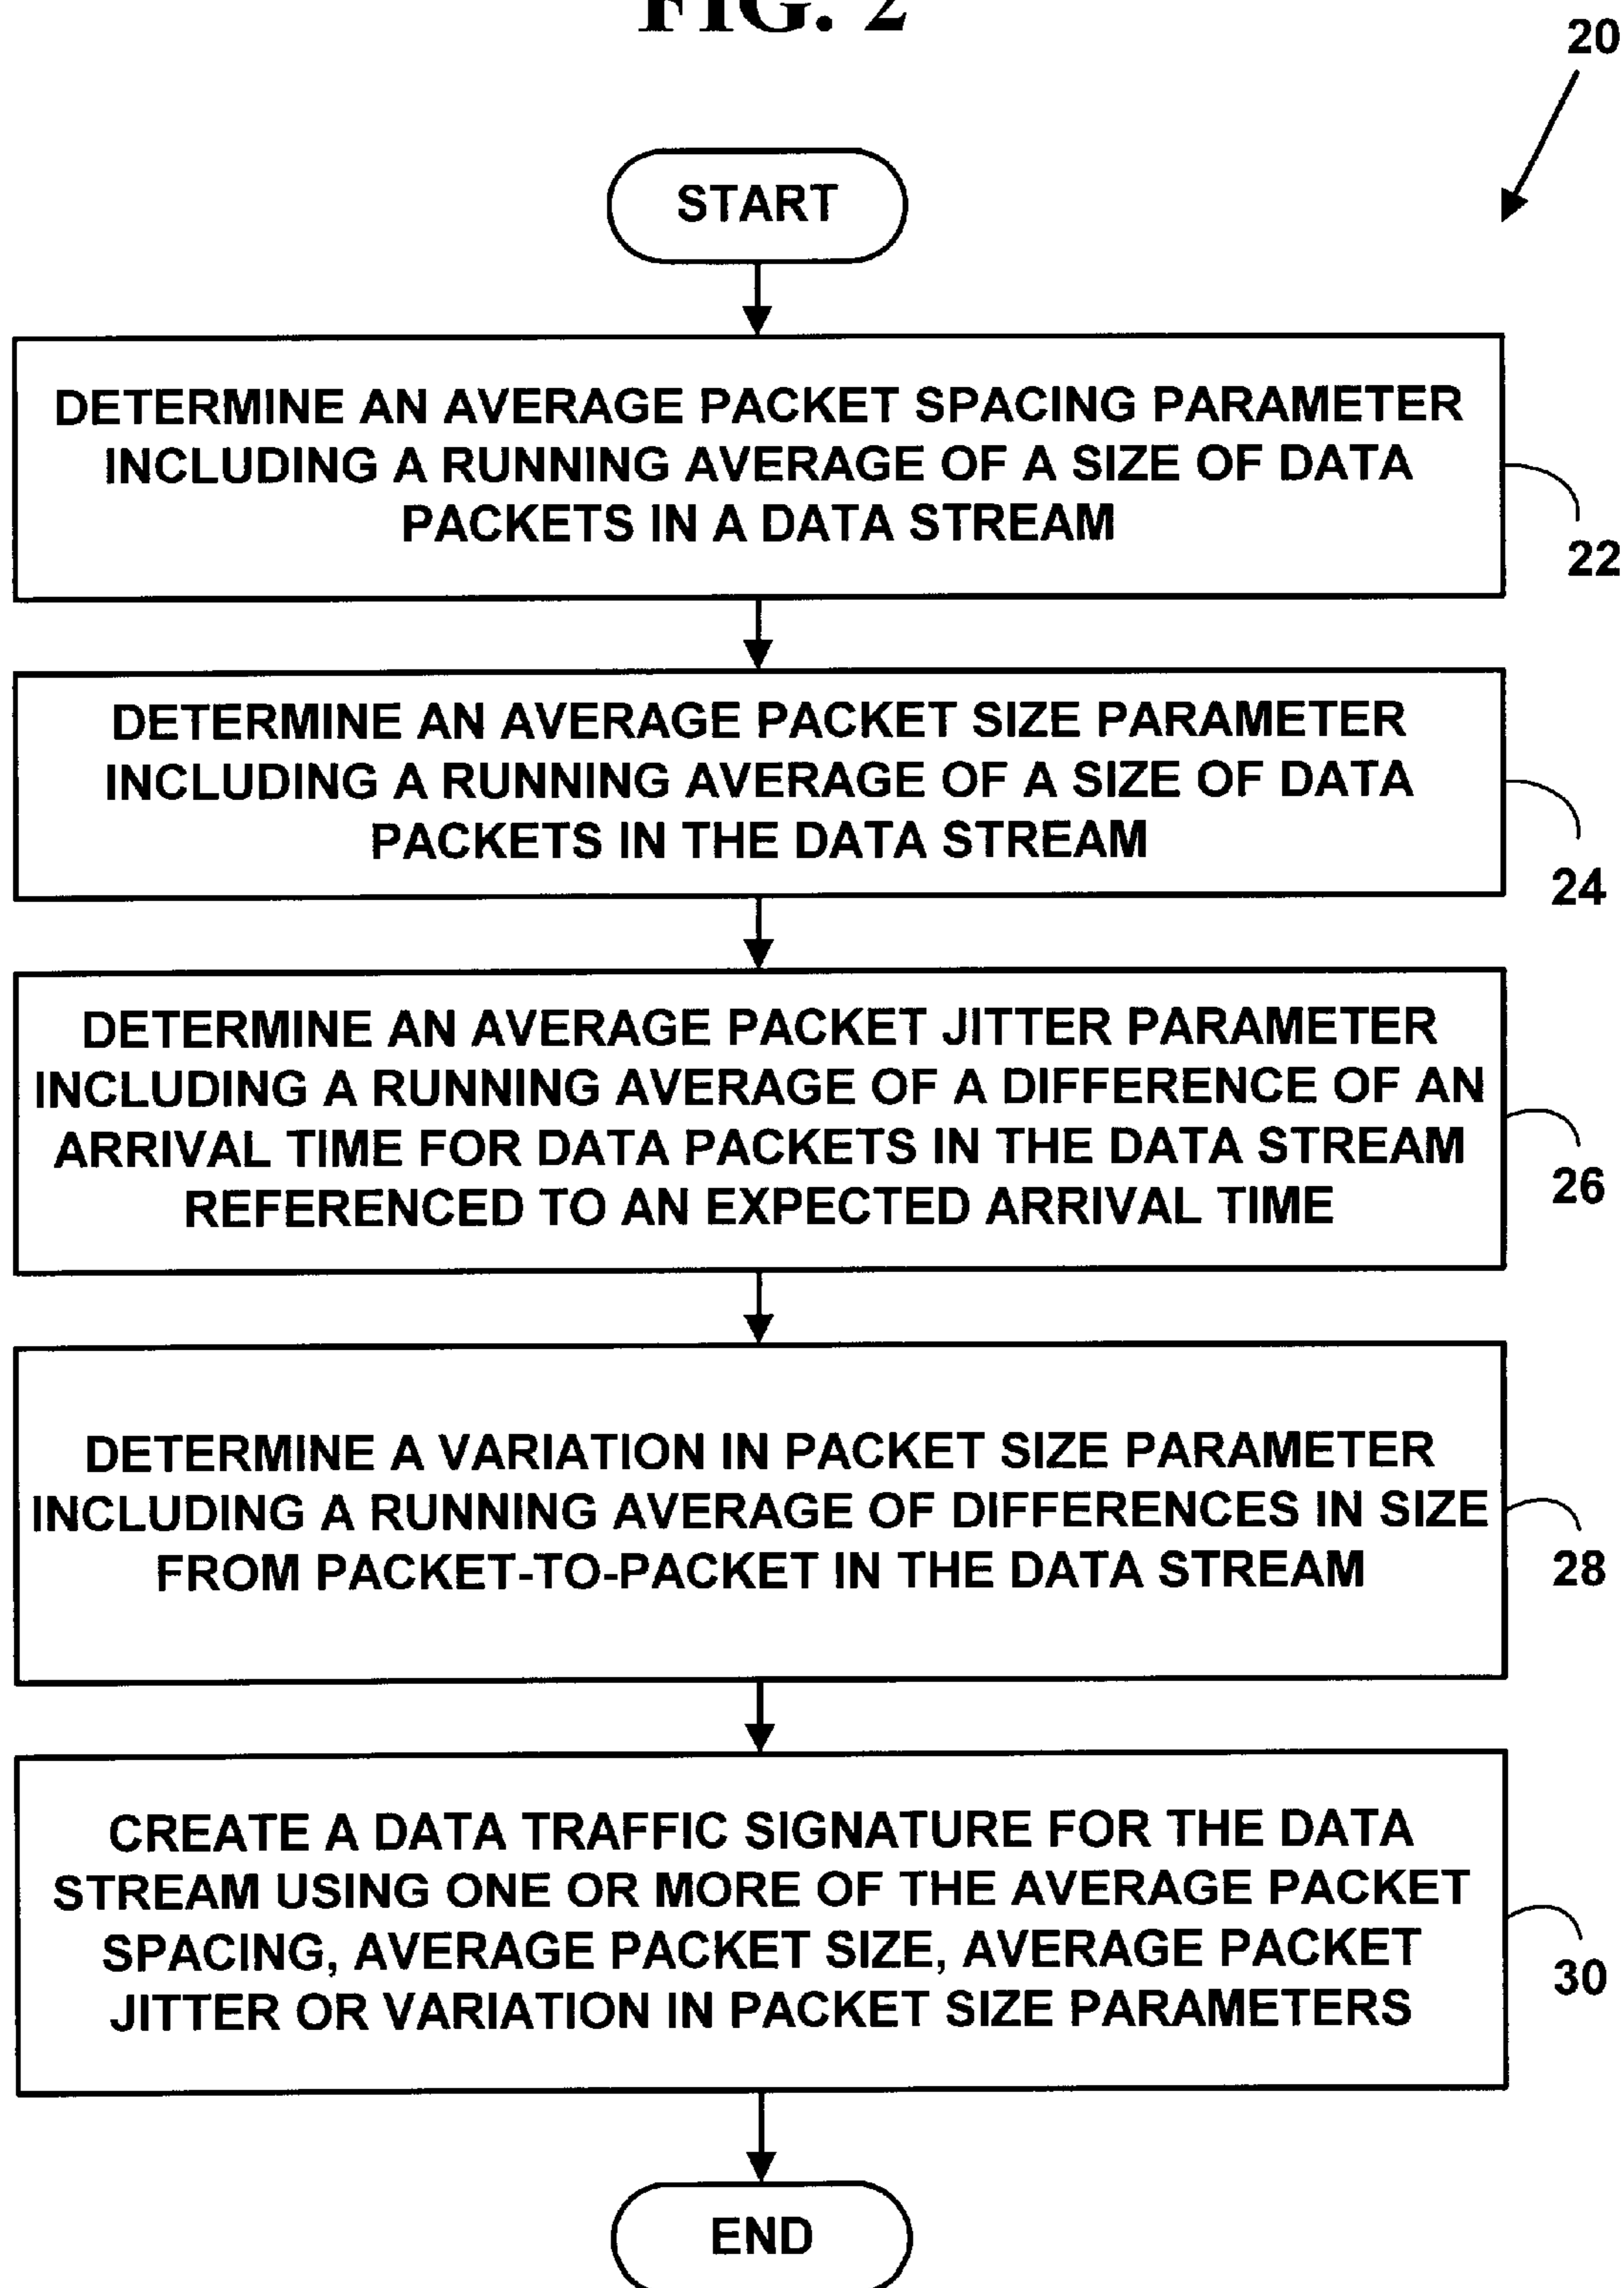 FIG. 2
20
START
DETERMINE AN AVERAGE PACKET SPACING PARAMETER
INCLUDING A RUNNING AVERAGE OF A SIZE OF DATA
PACKETS IN A DATA STREAM
22
DETERMINE AN AVERAGE PACKET SIZE PARAMETER
INCLUDING A RUNNING AVERAGE OF A SIZE OF DATA
PACKETS IN THE DATA STREAM
24
DETERMINE AN AVERAGE PACKET JITTER PARAMETER
INCLUDING A RUNNING AVERAGE OF A DIFFERENCE OF AN
ARRIVAL TIME FOR DATA PACKETS IN THE DATA STREAM
REFERENCED TO AN EXPECTED ARRIVAL TIME
26
DETERMINE A VARIATION IN PACKET SIZE PARAMETER
INCLUDING A RUNNING AVERAGE OF DIFFERENCES IN SIZE
FROM PACKET-TO-PACKET IN THE DATA STREAM
28
CREATE A DATA TRAFFIC SIGNATURE FOR THE DATA
STREAM USING ONE OR MORE OF THE AVERAGE PACKET
SPACING, AVERAGE PACKET SIZE, AVERAGE PACKET
JITTER OR VARIATION IN PACKET SIZE PARAMETERS
30
END